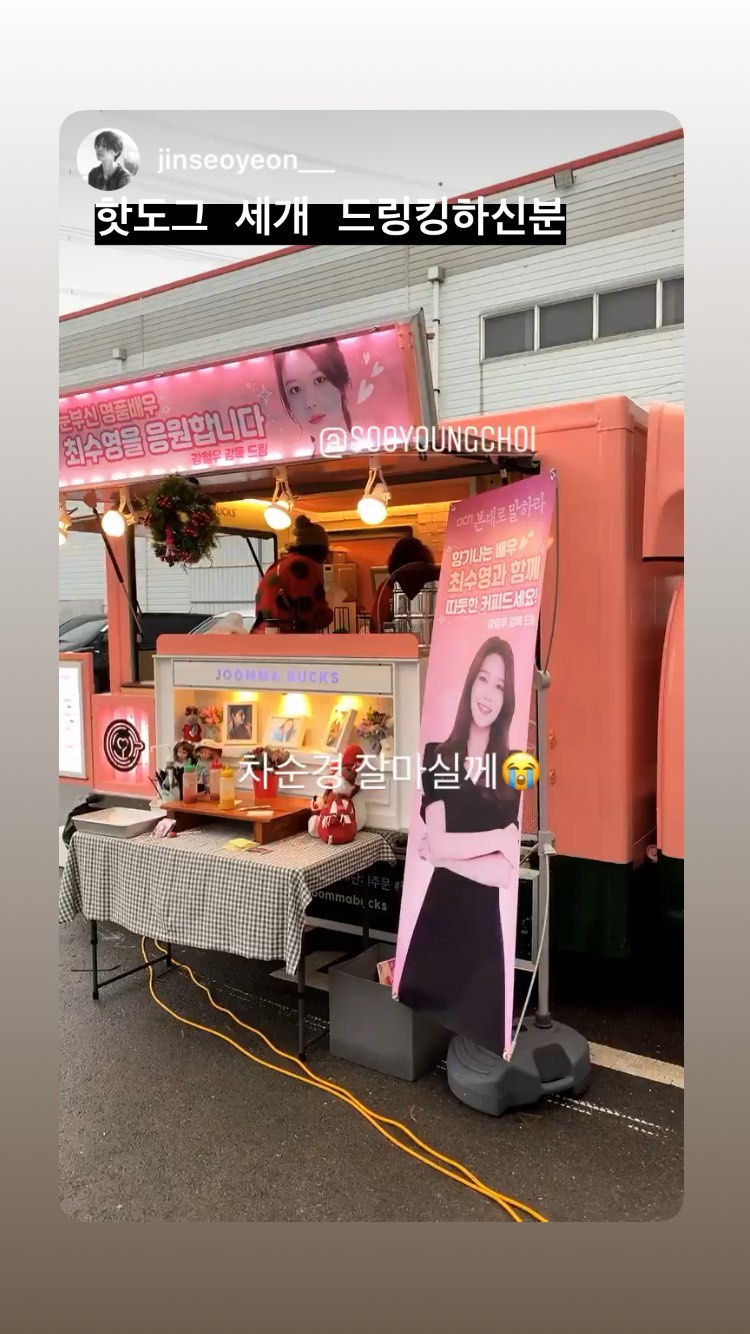 jinseoyeon___
핫도그 세개 드링킹하신분
눈부신 명품배우
최수영을 응원합니다
강철우 감독 드림
@SOOYOUNGCHOI
OCN 본대로 말하라
향기나는 배우
최수영과 함께
따뜻한 커피드세요!
강철우 감독 드림
JOOMMA BUCKS
차순경 잘마실께😭
joommabucks